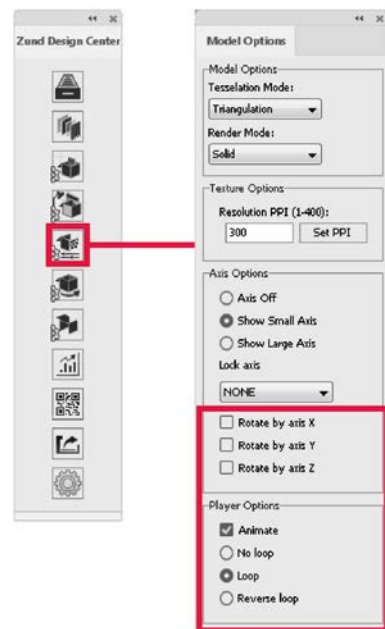 Zund Design Center
Model Options
Model Options
Tesselation Mode:
Triangulation
Render Mode:
Solid
Texture Options
Resolution PPI (1-400):
300
Set PPI
Axis Options
Axis Off
Show Small Axis
Show Large Axis
Lock axis
NONE
Rotate by axis X
Rotate by axis Y
Rotate by axis Z
Player Options
Animate
No loop
Loop
Reverse loop